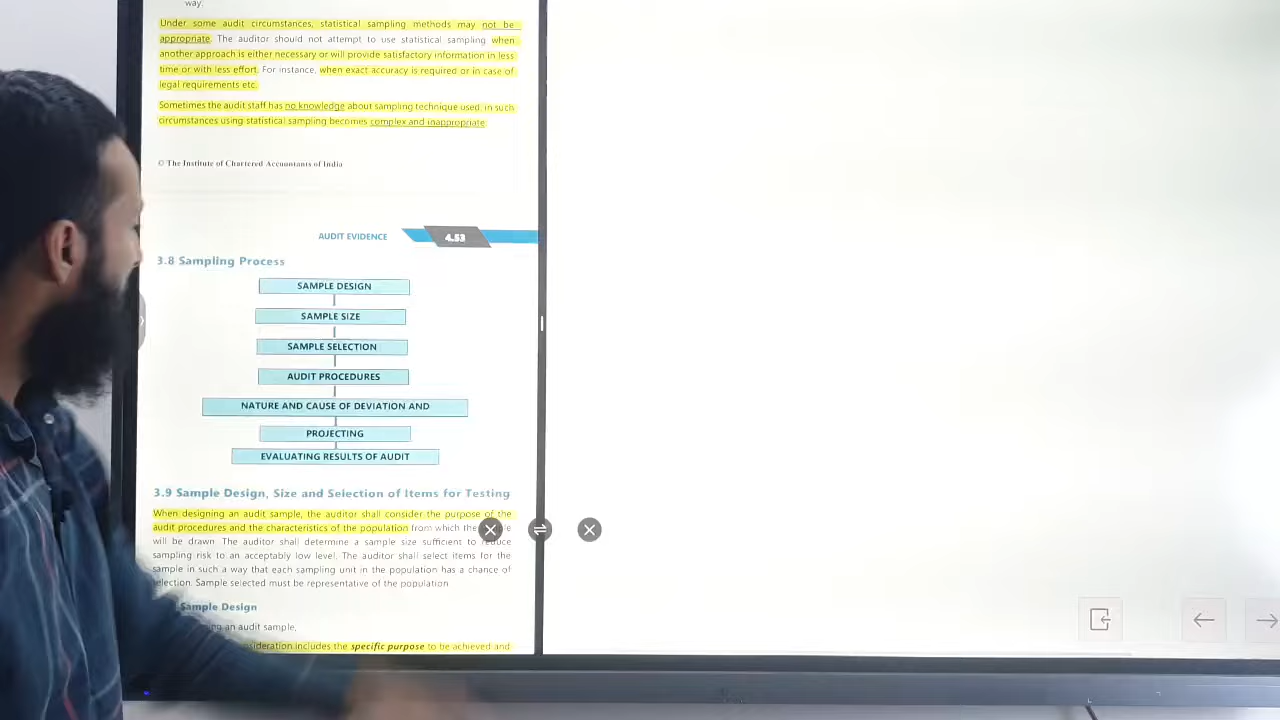 way.
Under some audit circumstances, statistical sampling methods may not be
appropriate. The auditor should not attempt to use statistical sampling when
another approach is either necessary or will provide satisfactory information in less
time or with less effort. For instance, when exact accuracy is required or in case of
legal requirements etc.
Sometimes the audit staff has no knowledge about sampling technique used, in such
circumstances using statistical sampling becomes complex and inappropriate.
© The Institute of Chartered Accountants of India
AUDIT EVIDENCE 4.53
3.8 Sampling Process
SAMPLE DESIGN
SAMPLE SIZE
SAMPLE SELECTION
AUDIT PROCEDURES
NATURE AND CAUSE OF DEVIATION AND
PROJECTING
EVALUATING RESULTS OF AUDIT
3.9 Sample Design, Size and Selection of Items for Testing
When designing an audit sample, the auditor shall consider the purpose of the
audit procedures and the characteristics of the population from which the
will be drawn. The auditor shall determine a sample size sufficient to reduce
sampling risk to an acceptably low level. The auditor shall select items for the
sample in such a way that each sampling unit in the population has a chance of
selection. Sample selected must be representative of the population
Sample Design
an audit sample,
includes the specific purpose to be achieved and